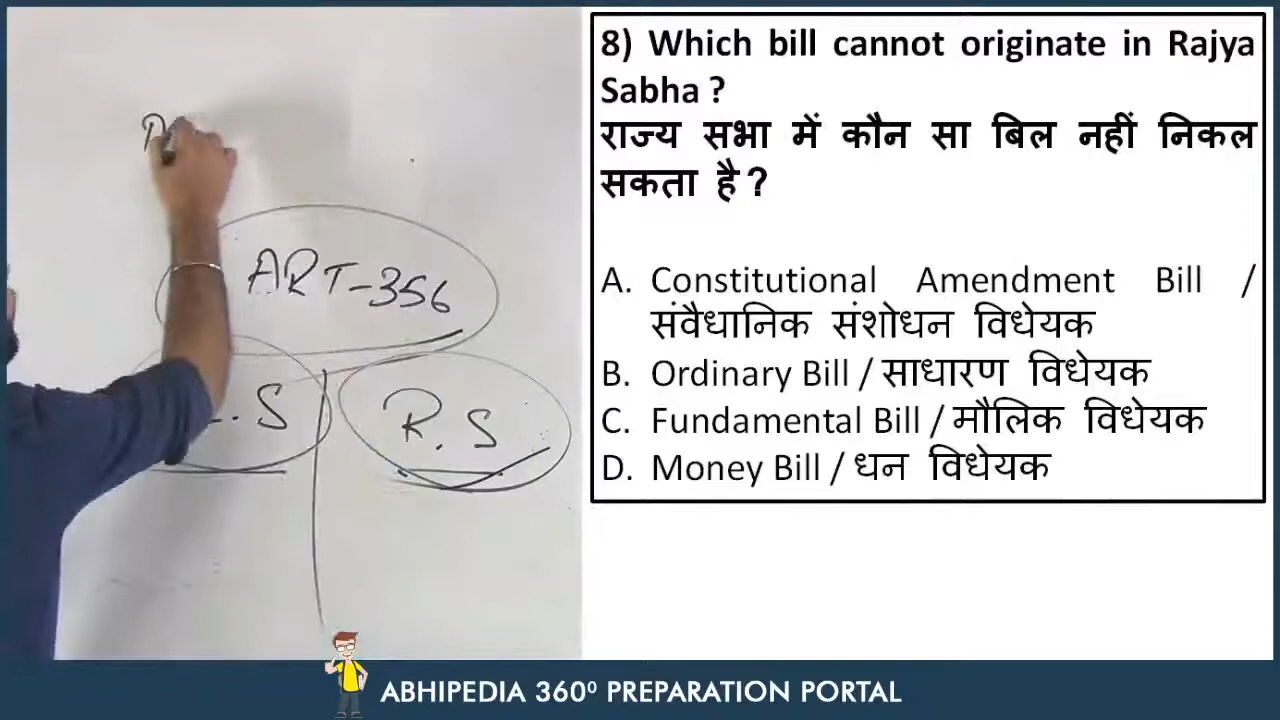 ART-356
.S
R.S
8) Which bill cannot originate in Rajya
Sabha ?
राज्य सभा में कौन सा बिल नहीं निकल
सकता है ?
A. Constitutional Amendment Bill /
संवैधानिक संशोधन विधेयक
B. Ordinary Bill / साधारण विधेयक
C. Fundamental Bill / मौलिक विधेयक
D. Money Bill / धन विधेयक
ABHIPEDIA 360⁰ PREPARATION PORTAL